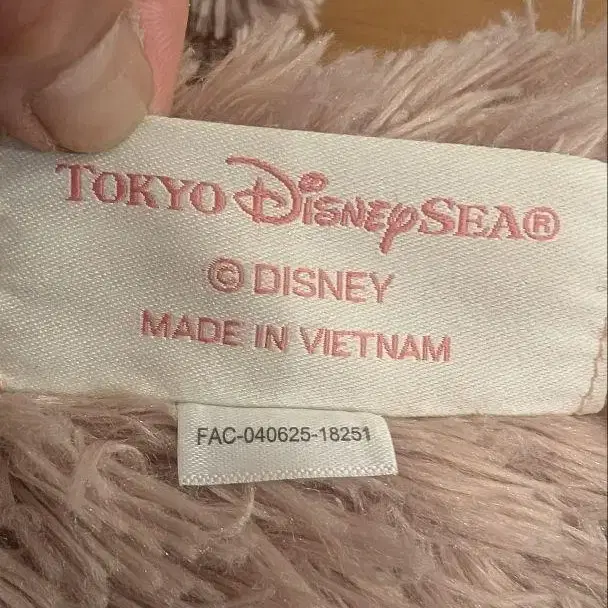 TOKYO DISNEYSEA®
© DISNEY
MADE IN VIETNAM
FAC-040625-18251